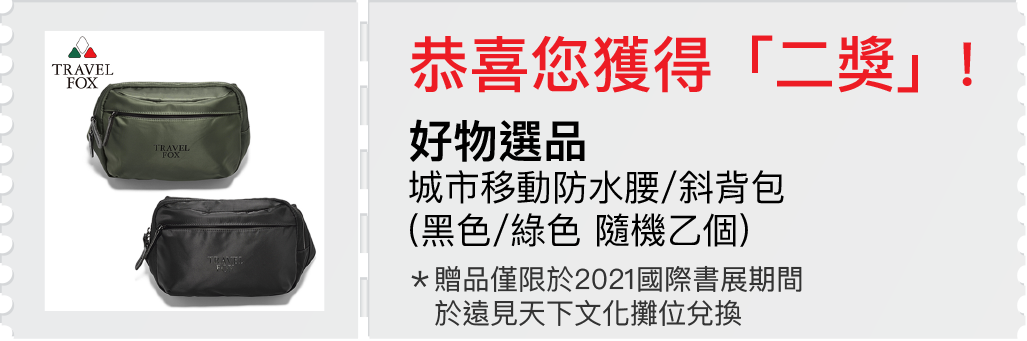 TRAVEL
FOX
TRAVEL
FOX
TRAVEL
FOX
恭喜您獲得「二獎」!
好物選品
城市移動防水腰/斜背包
(黑色/綠色 隨機乙個)
＊贈品僅限於2021國際書展期間
於遠見天下文化攤位兌換